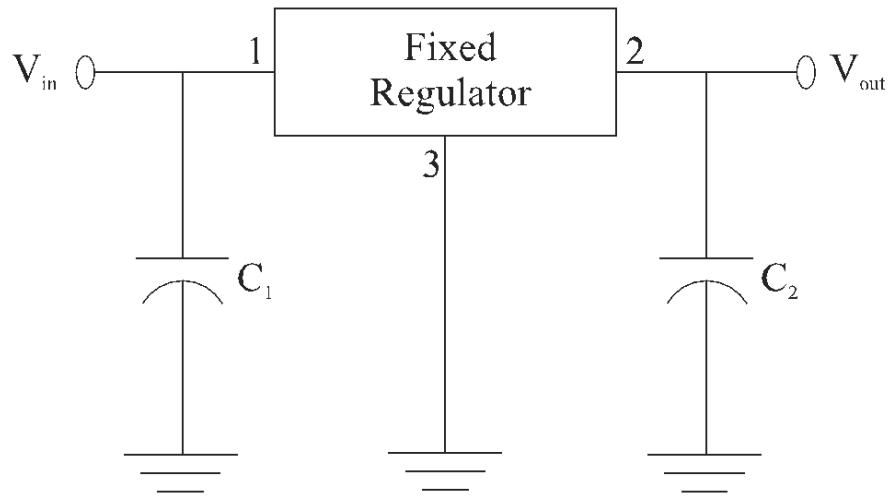 V_in
1
Fixed
Regulator
2
V_out
3
C_1
C_2